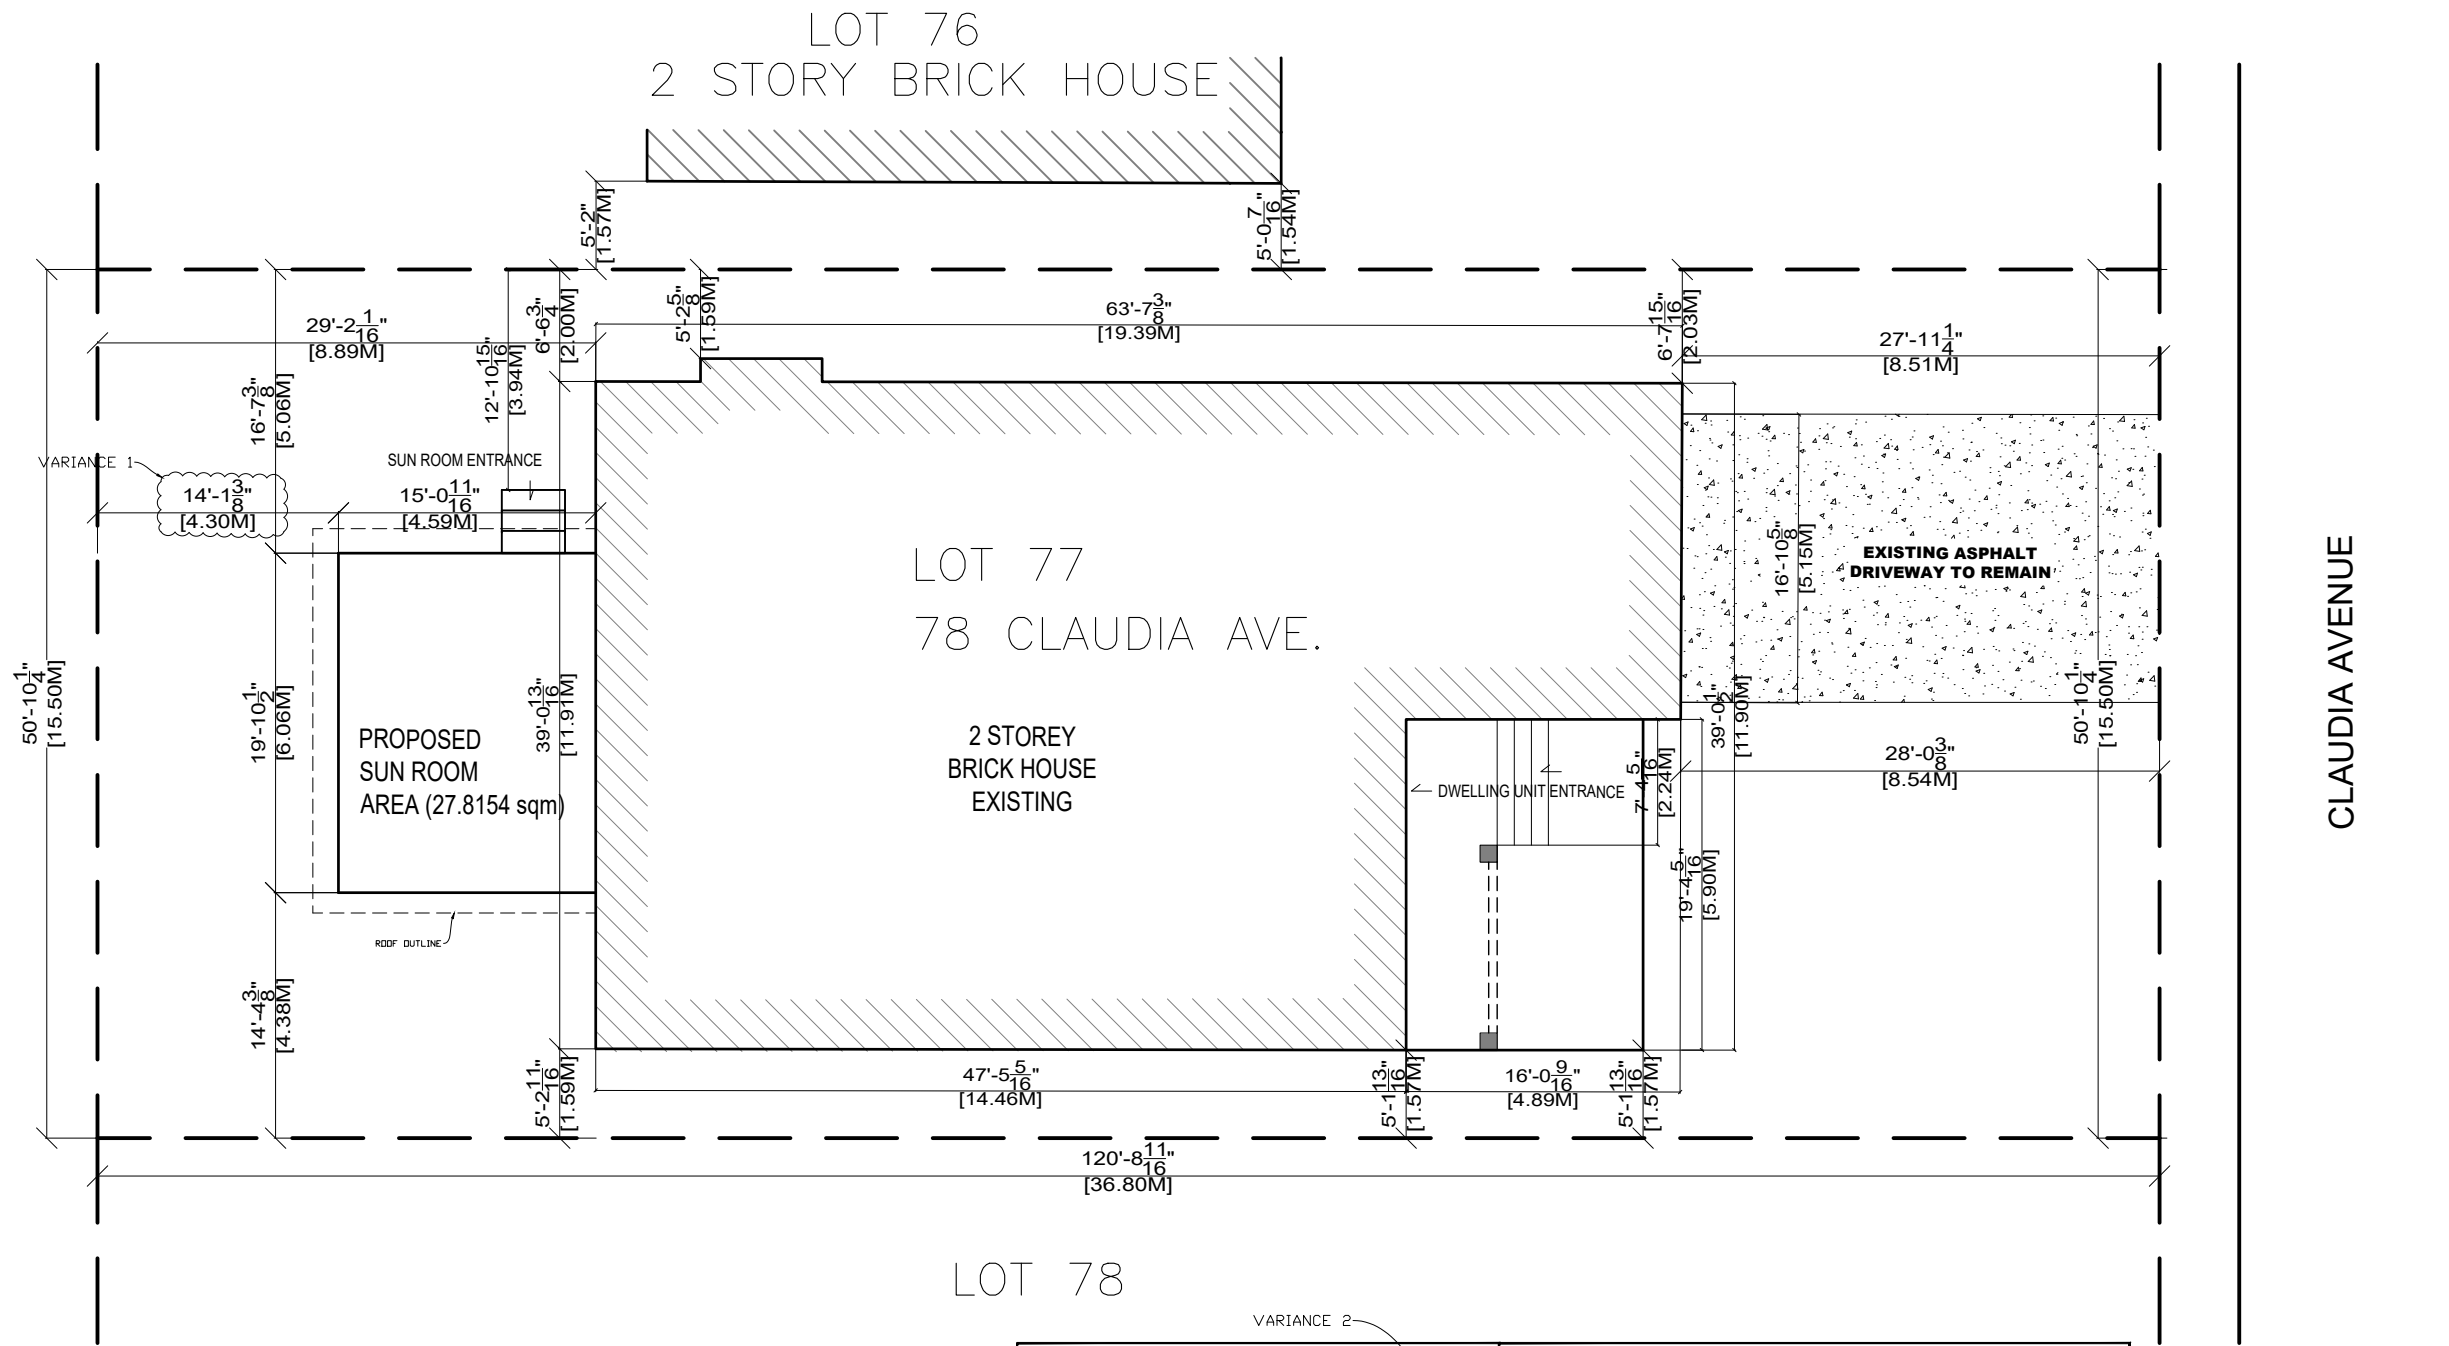 LOT 76
2 STORY BRICK HOUSE
5'-2"
[1.57M]
5'-0 7/16"
[1.54M]
29'-2 1/16"
[8.89M]
12'-10 15/16"
[3.94M]
6'-6 3/4"
[2.00M]
5'-2 5/8"
[1.59M]
63'-7 3/8"
[19.39M]
6'-7 15/16"
[2.03M]
27'-11 1/4"
[8.51M]
16'-7 3/8"
[5.06M]
VARIANCE 1
SUN ROOM ENTRANCE
14'-1 3/8"
[4.30M]
15'-0 11/16"
[4.59M]
LOT 77
78 CLAUDIA AVE.
16'-10 5/8"
[5.15M]
EXISTING ASPHALT
DRIVEWAY TO REMAIN
CLAUDIA AVENUE
50'-10 1/4"
[15.50M]
19'-10 1/2"
[6.06M]
39'-0 13/16"
[11.91M]
PROPOSED
SUN ROOM
AREA (27.8154 sqm)
2 STOREY
BRICK HOUSE
EXISTING
DWELLING UNIT ENTRANCE
7'-4 5/16"
[2.24M]
39'-0 1/2"
[11.90M]
50'-10 1/4"
[15.50M]
28'-0 3/8"
[8.54M]
19'-4 5/16"
[5.90M]
ROOF OUTLINE
14'-4 3/8"
[4.38M]
5'-2 11/16"
[1.59M]
47'-5 5/16"
[14.46M]
5'-1 13/16"
[1.57M]
16'-0 9/16"
[4.89M]
5'-1 13/16"
[1.57M]
120'-8 11/16"
[36.80M]
LOT 78
VARIANCE 2